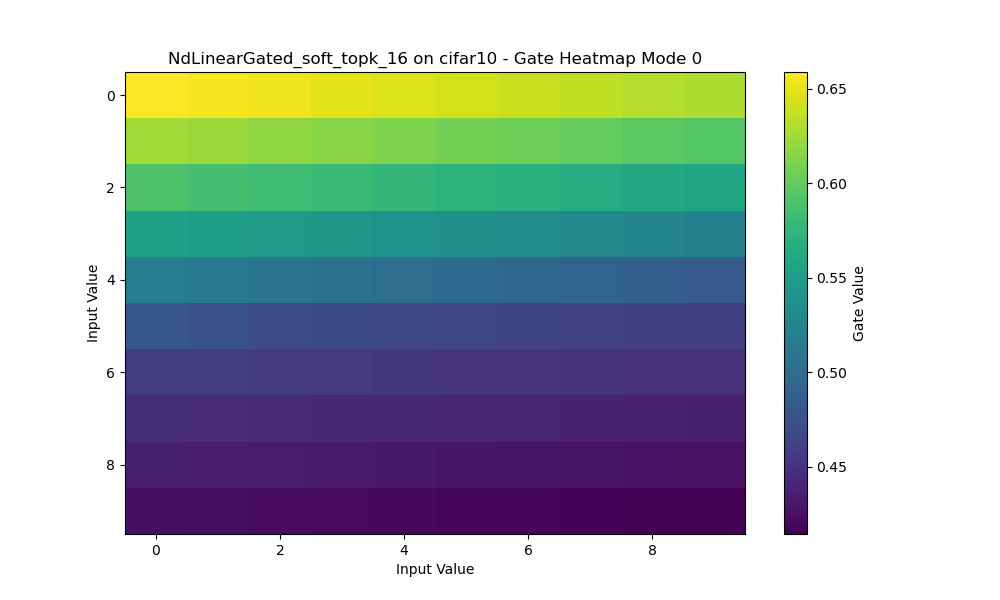 NdLinearGated_soft_topk_16 on cifar10 - Gate Heatmap Mode 0
0
2
4
6
8
Input Value
0 2 4 6 8
Input Value
0.65
0.60
0.55
0.50
0.45
Gate Value